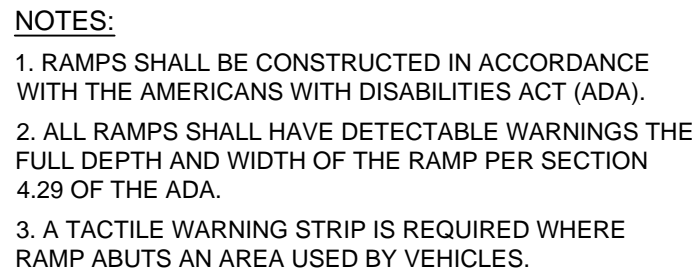 NOTES:
1. RAMPS SHALL BE CONSTRUCTED IN ACCORDANCE
WITH THE AMERICANS WITH DISABILITIES ACT (ADA).
2. ALL RAMPS SHALL HAVE DETECTABLE WARNINGS THE
FULL DEPTH AND WIDTH OF THE RAMP PER SECTION
4.29 OF THE ADA.
3. A TACTILE WARNING STRIP IS REQUIRED WHERE
RAMP ABUTS AN AREA USED BY VEHICLES.